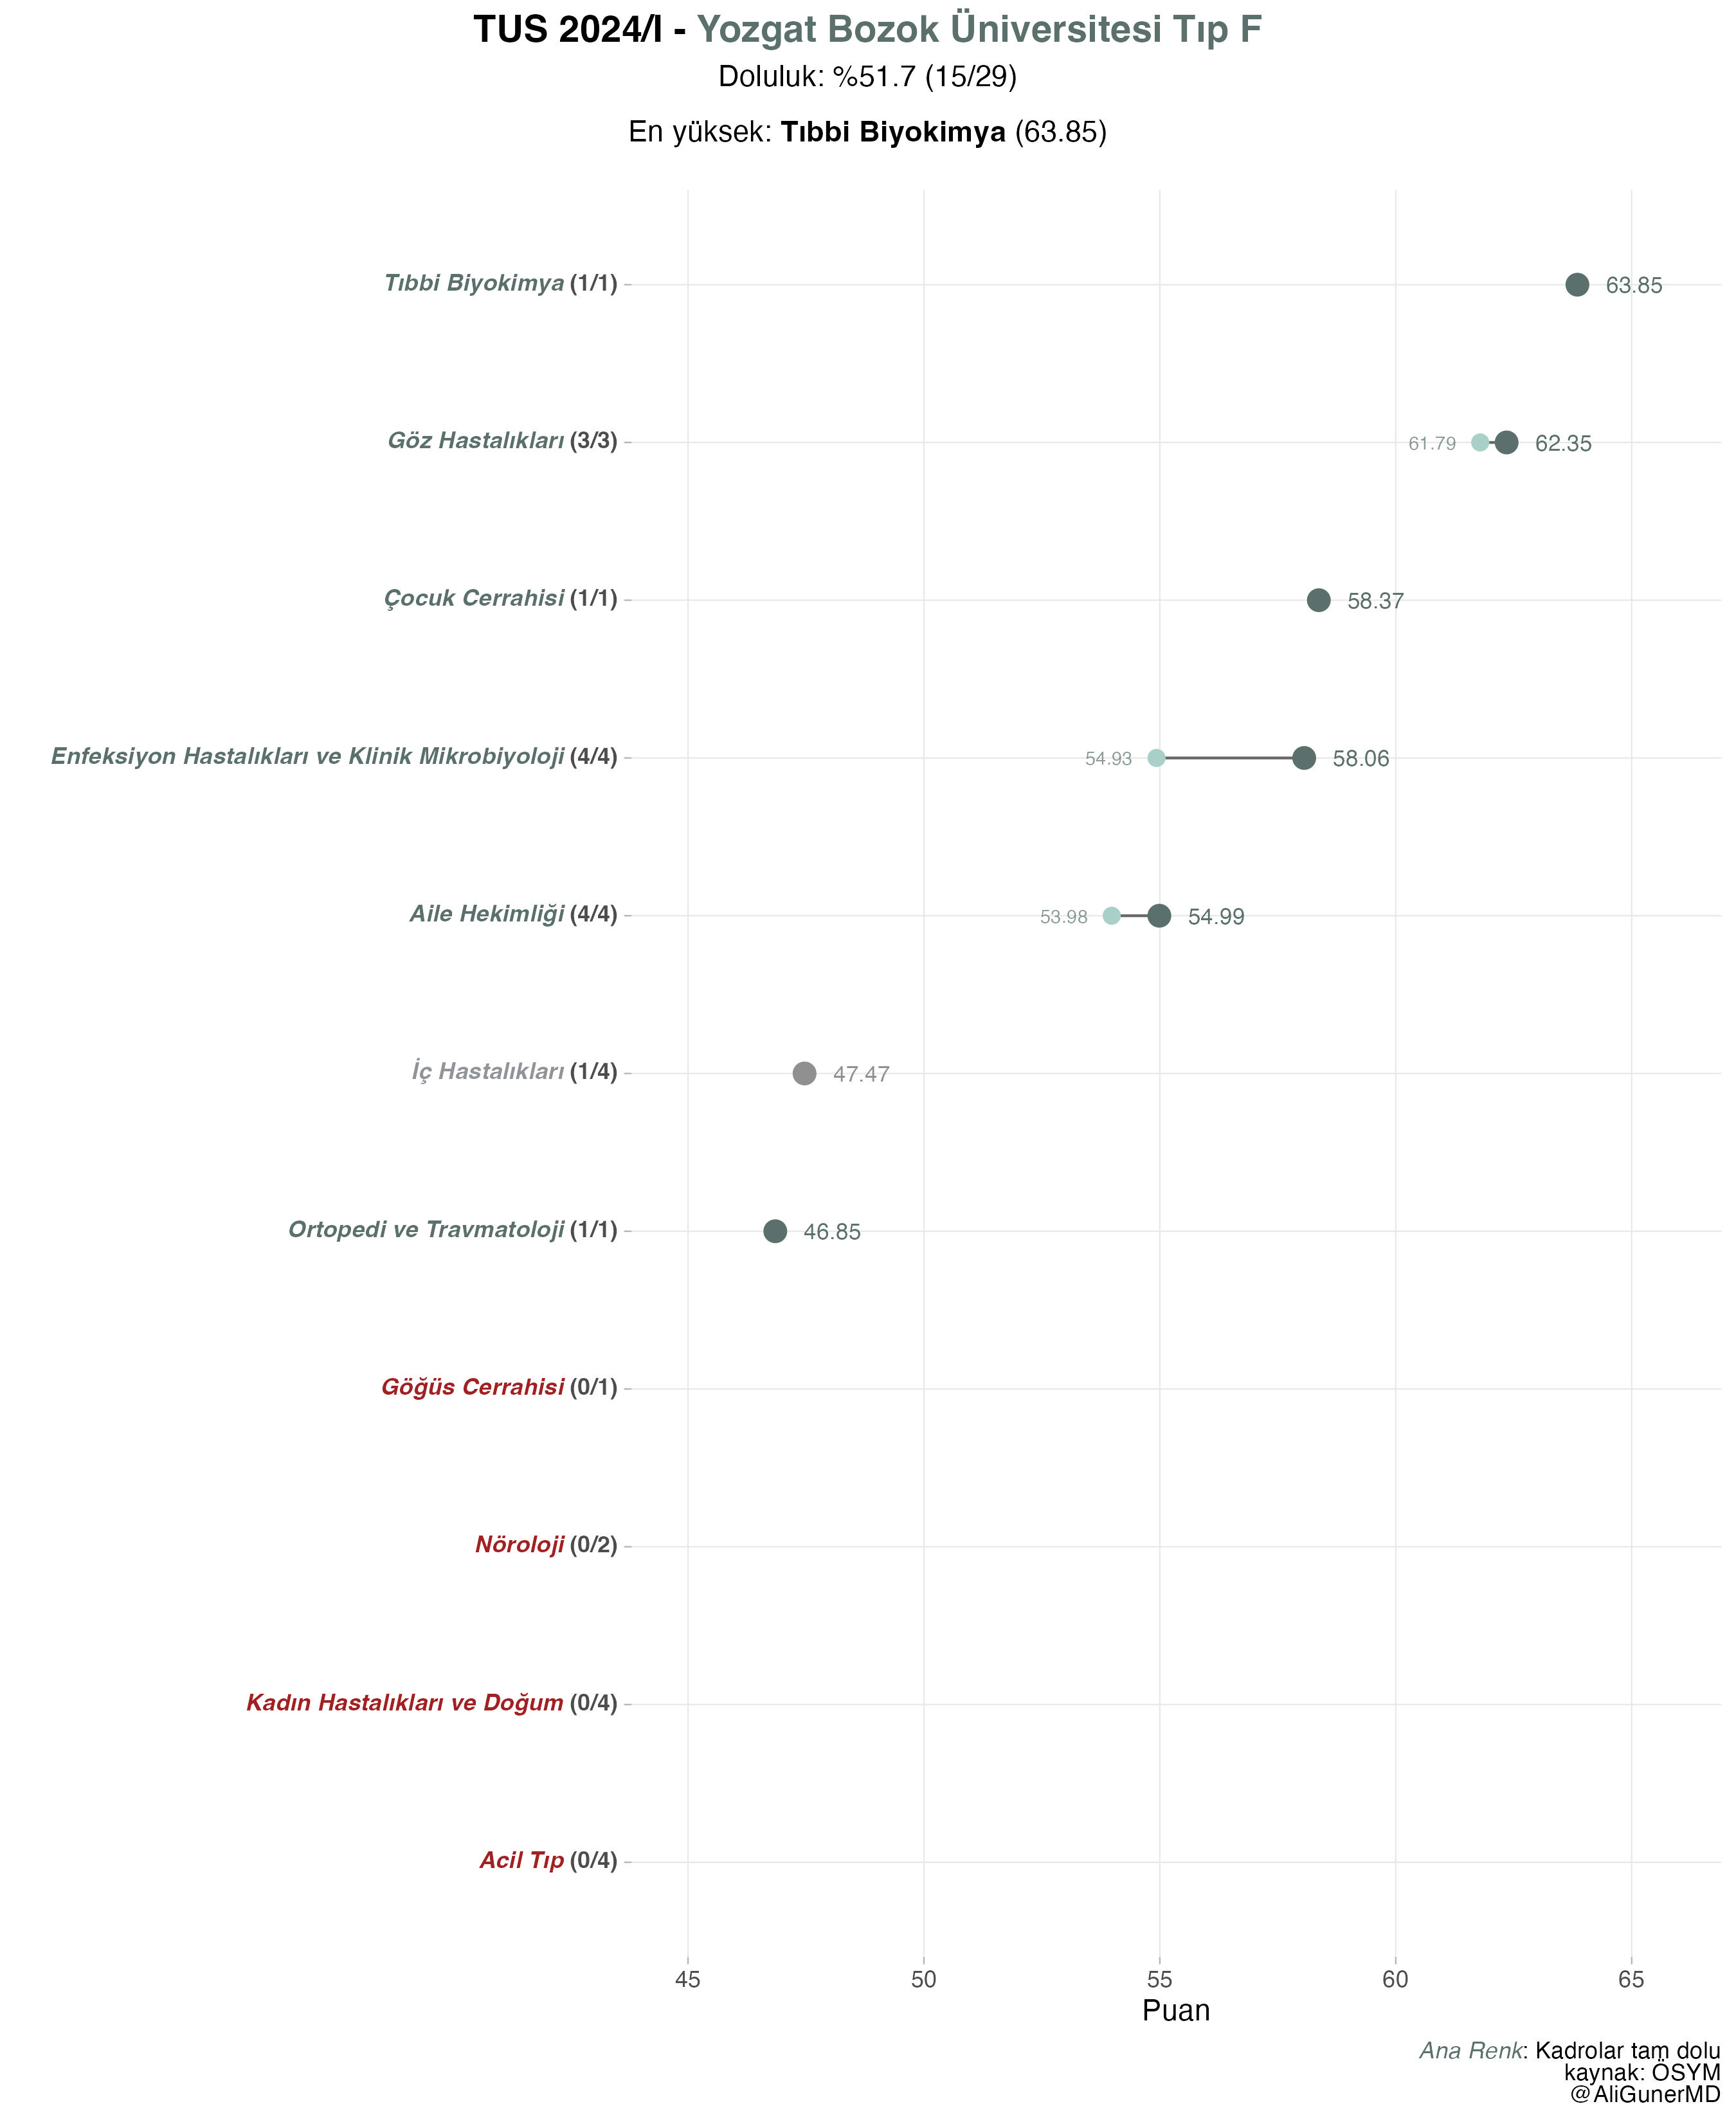 TUS 2024/I - Yozgat Bozok Üniversitesi Tıp F
Doluluk: %51.7 (15/29)
En yüksek: Tıbbi Biyokimya (63.85)
Tıbbi Biyokimya (1/1) 63.85
Göz Hastalıkları (3/3) 61.79 62.35
Çocuk Cerrahisi (1/1) 58.37
Enfeksiyon Hastalıkları ve Klinik Mikrobiyoloji (4/4) 54.93 58.06
Aile Hekimliği (4/4) 53.98 54.99
İç Hastalıkları (1/4) 47.47
Ortopedi ve Travmatoloji (1/1) 46.85
Göğüs Cerrahisi (0/1)
Nöroloji (0/2)
Kadın Hastalıkları ve Doğum (0/4)
Acil Tıp (0/4)
45 50 55 60 65
Puan
Ana Renk: Kadrolar tam dolu
kaynak: ÖSYM
@AliGunerMD